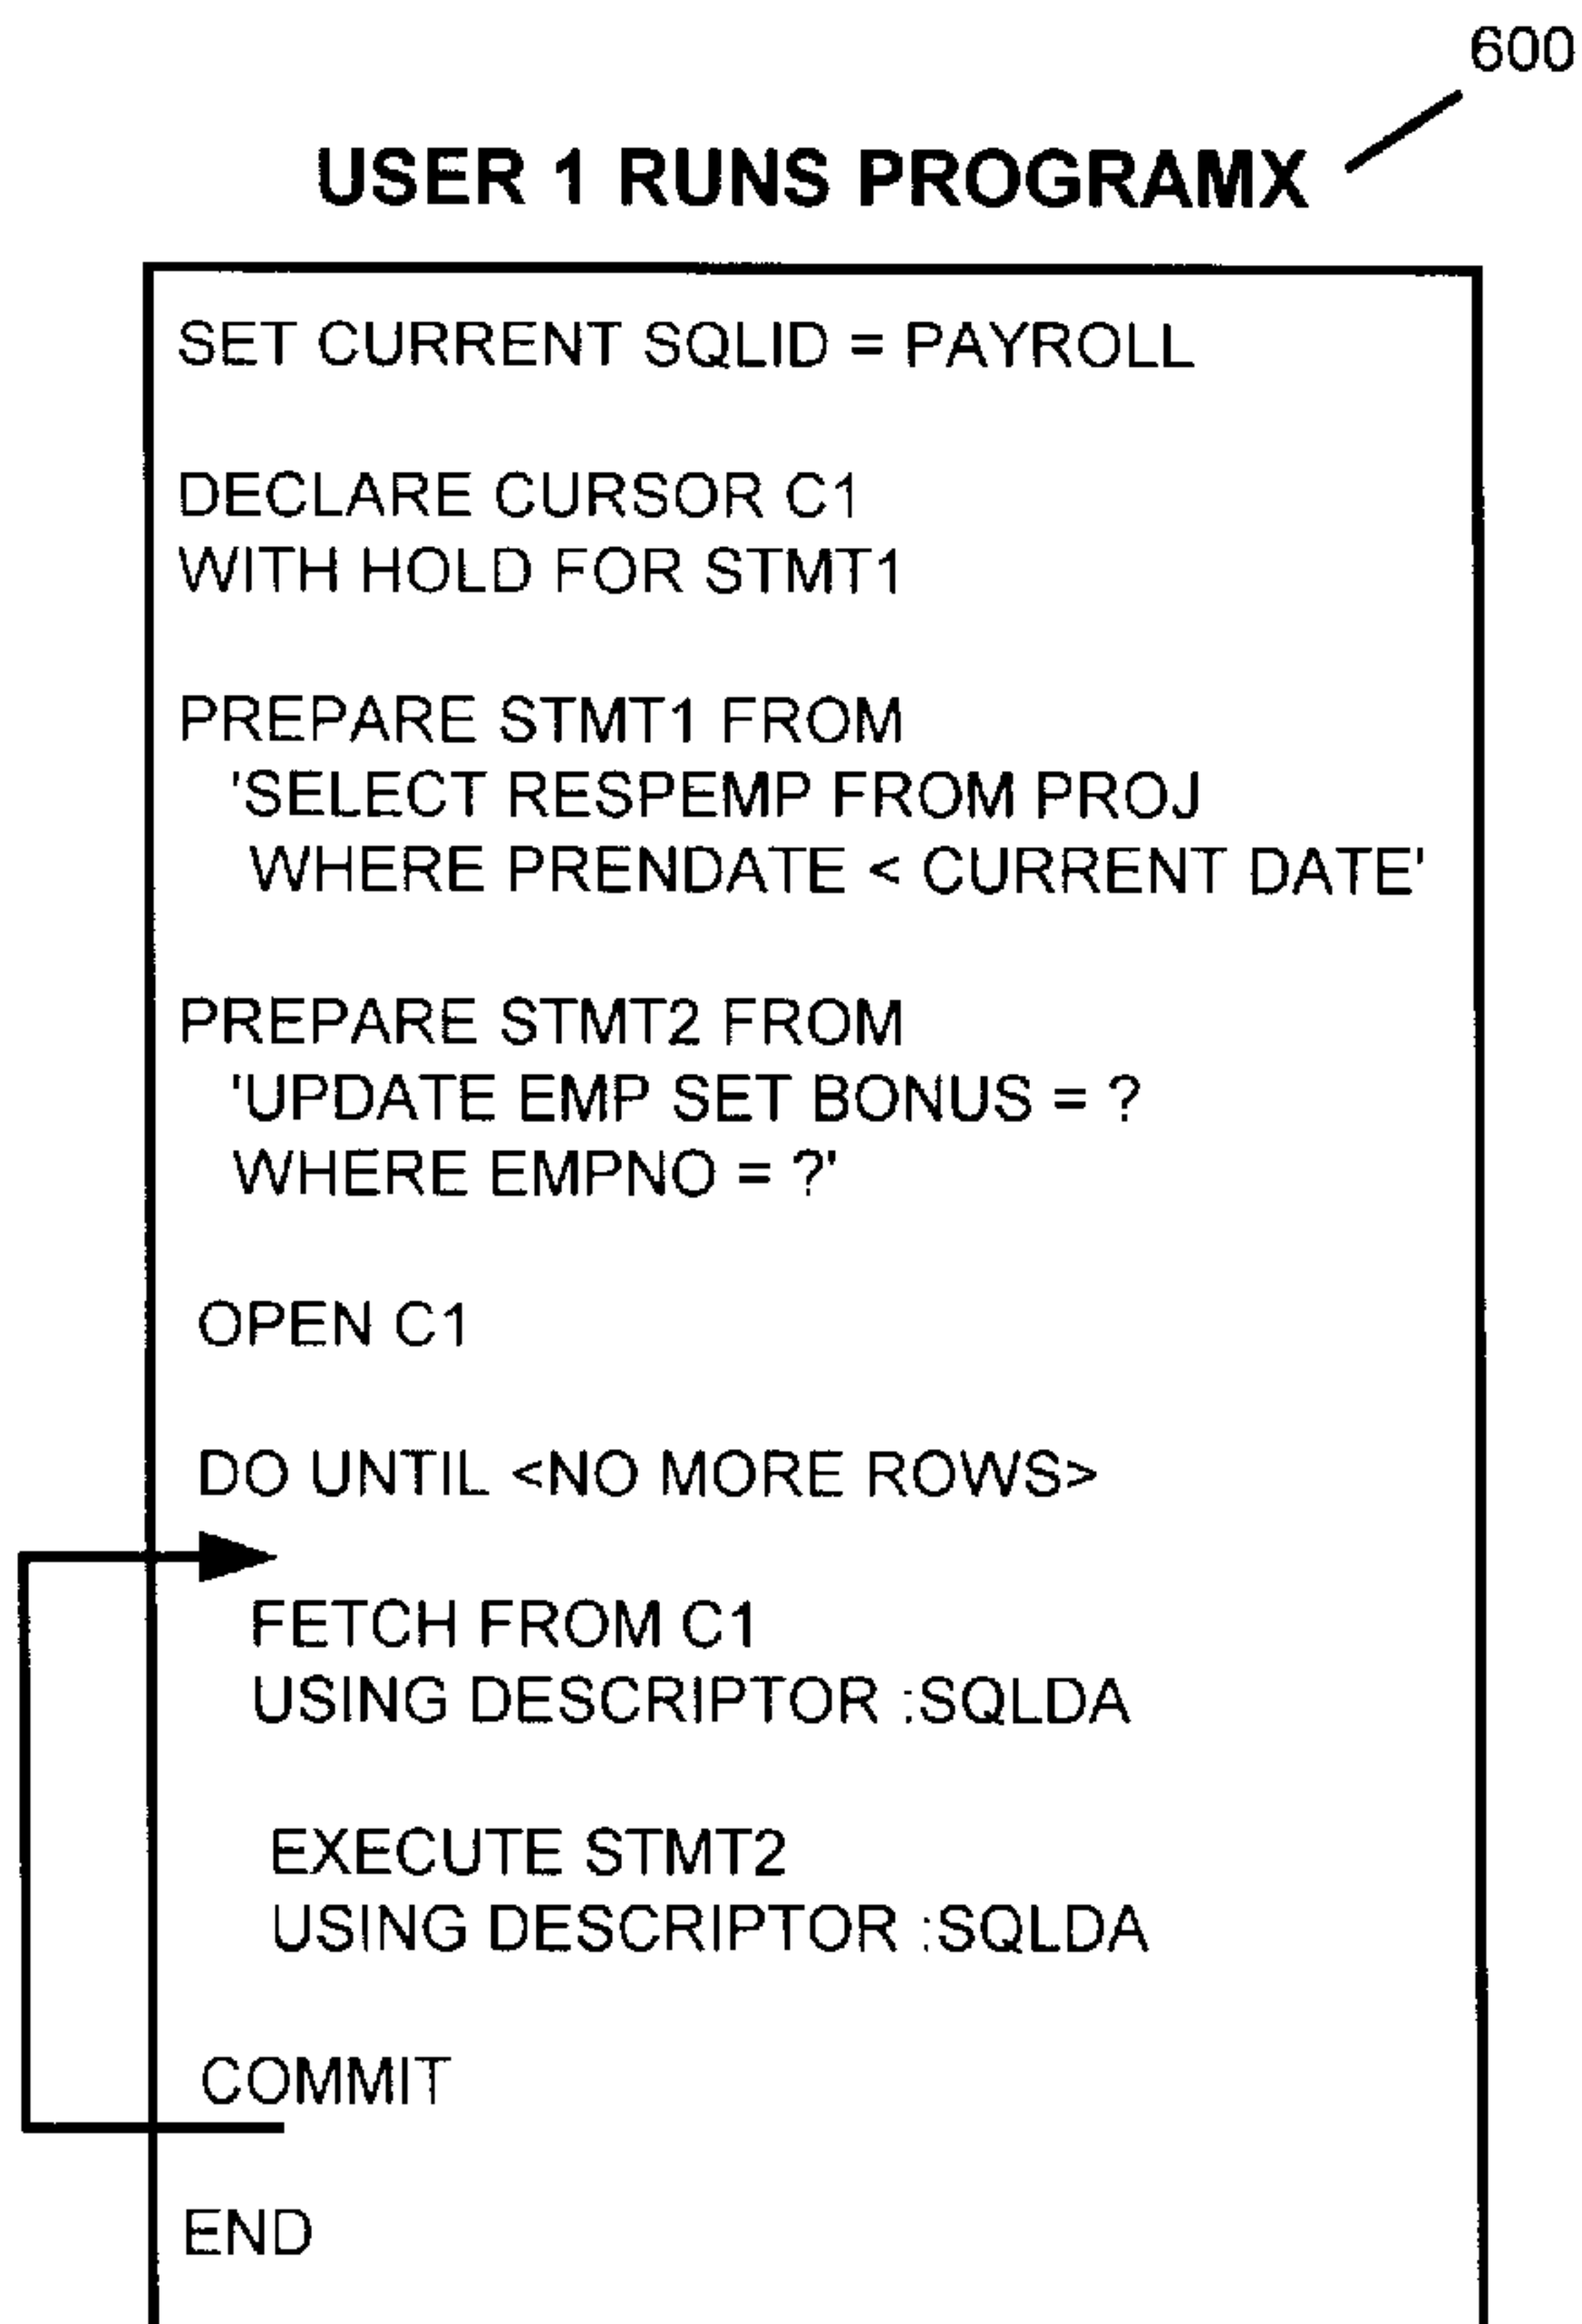 600
USER 1 RUNS PROGRAMX
SET CURRENT SQLID = PAYROLL
DECLARE CURSOR C1
WITH HOLD FOR STMT1
PREPARE STMT1 FROM
'SELECT RESPEMP FROM PROJ
WHERE PRENDATE < CURRENT DATE'
PREPARE STMT2 FROM
'UPDATE EMP SET BONUS = ?
WHERE EMPNO = ?'
OPEN C1
DO UNTIL <NO MORE ROWS>
FETCH FROM C1
USING DESCRIPTOR :SQLDA
EXECUTE STMT2
USING DESCRIPTOR :SQLDA
COMMIT
END